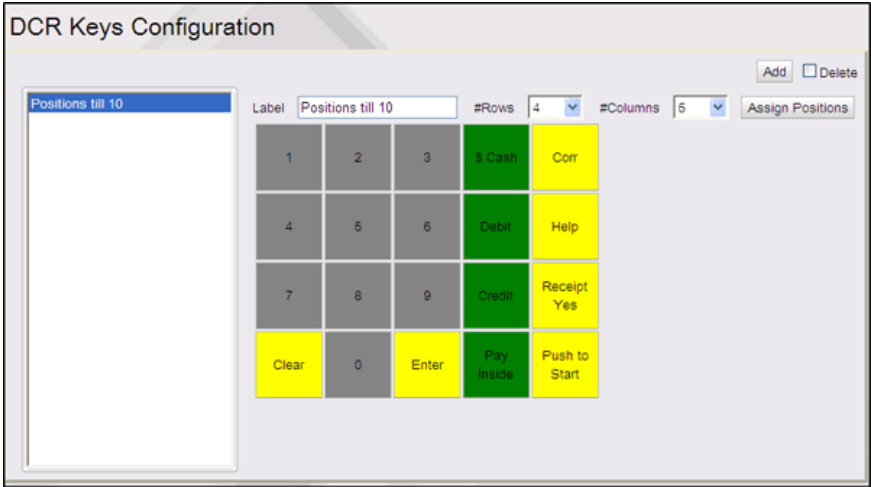 DCR Keys Configuration
Add Delete
Positions till 10
Label Positions till 10 #Rows 4 #Columns 5 Assign Positions
1 2 3 $ Cash Corr
4 5 6 Debit Help
7 8 9 Credit Receipt Yes
Clear 0 Enter Pay Inside Push to Start